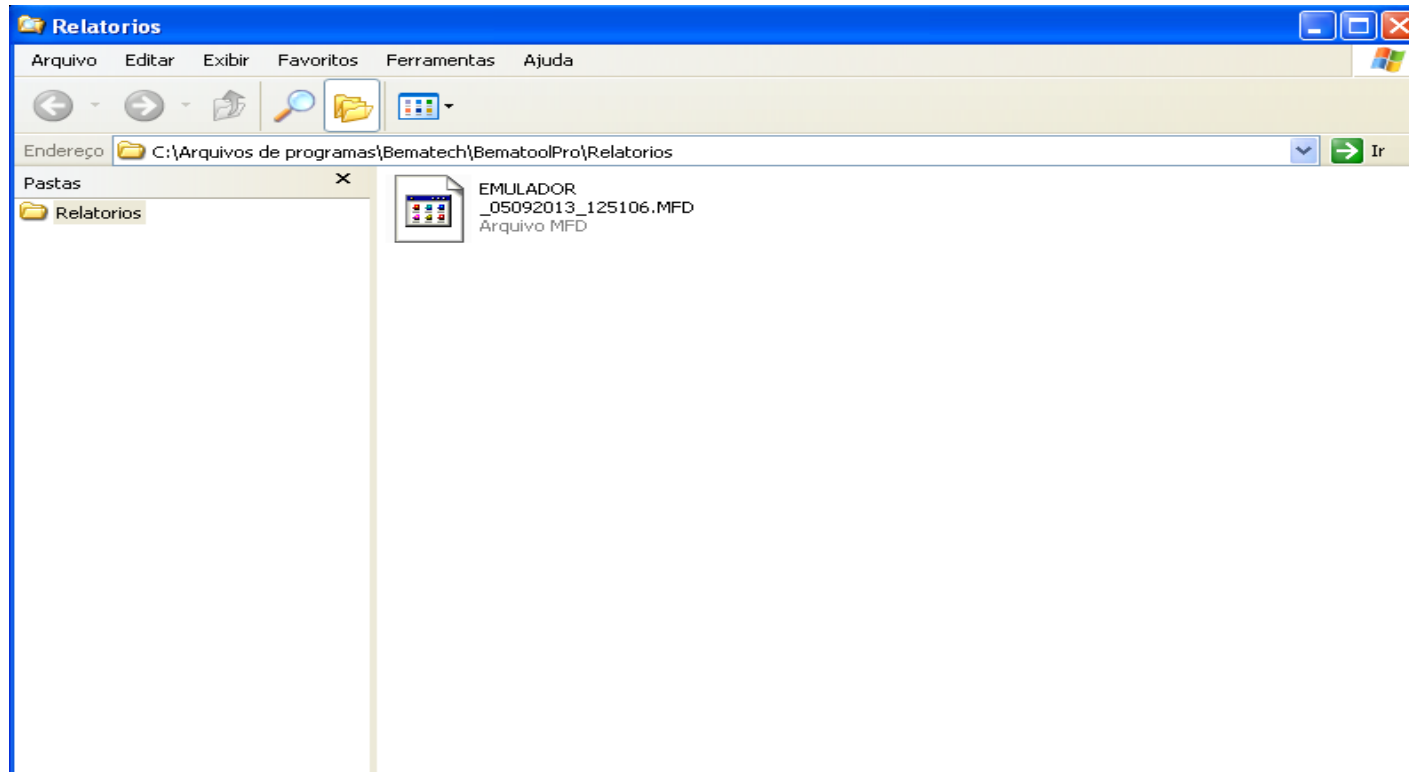 Relatorios
Arquivo Editar Exibir Favoritos Ferramentas Ajuda
Endereço C:\Arquivos de programas\Bematech\BematoolPro\Relatorios Ir
Pastas
Relatorios
EMULADOR
_05092013_125106.MFD
Arquivo MFD